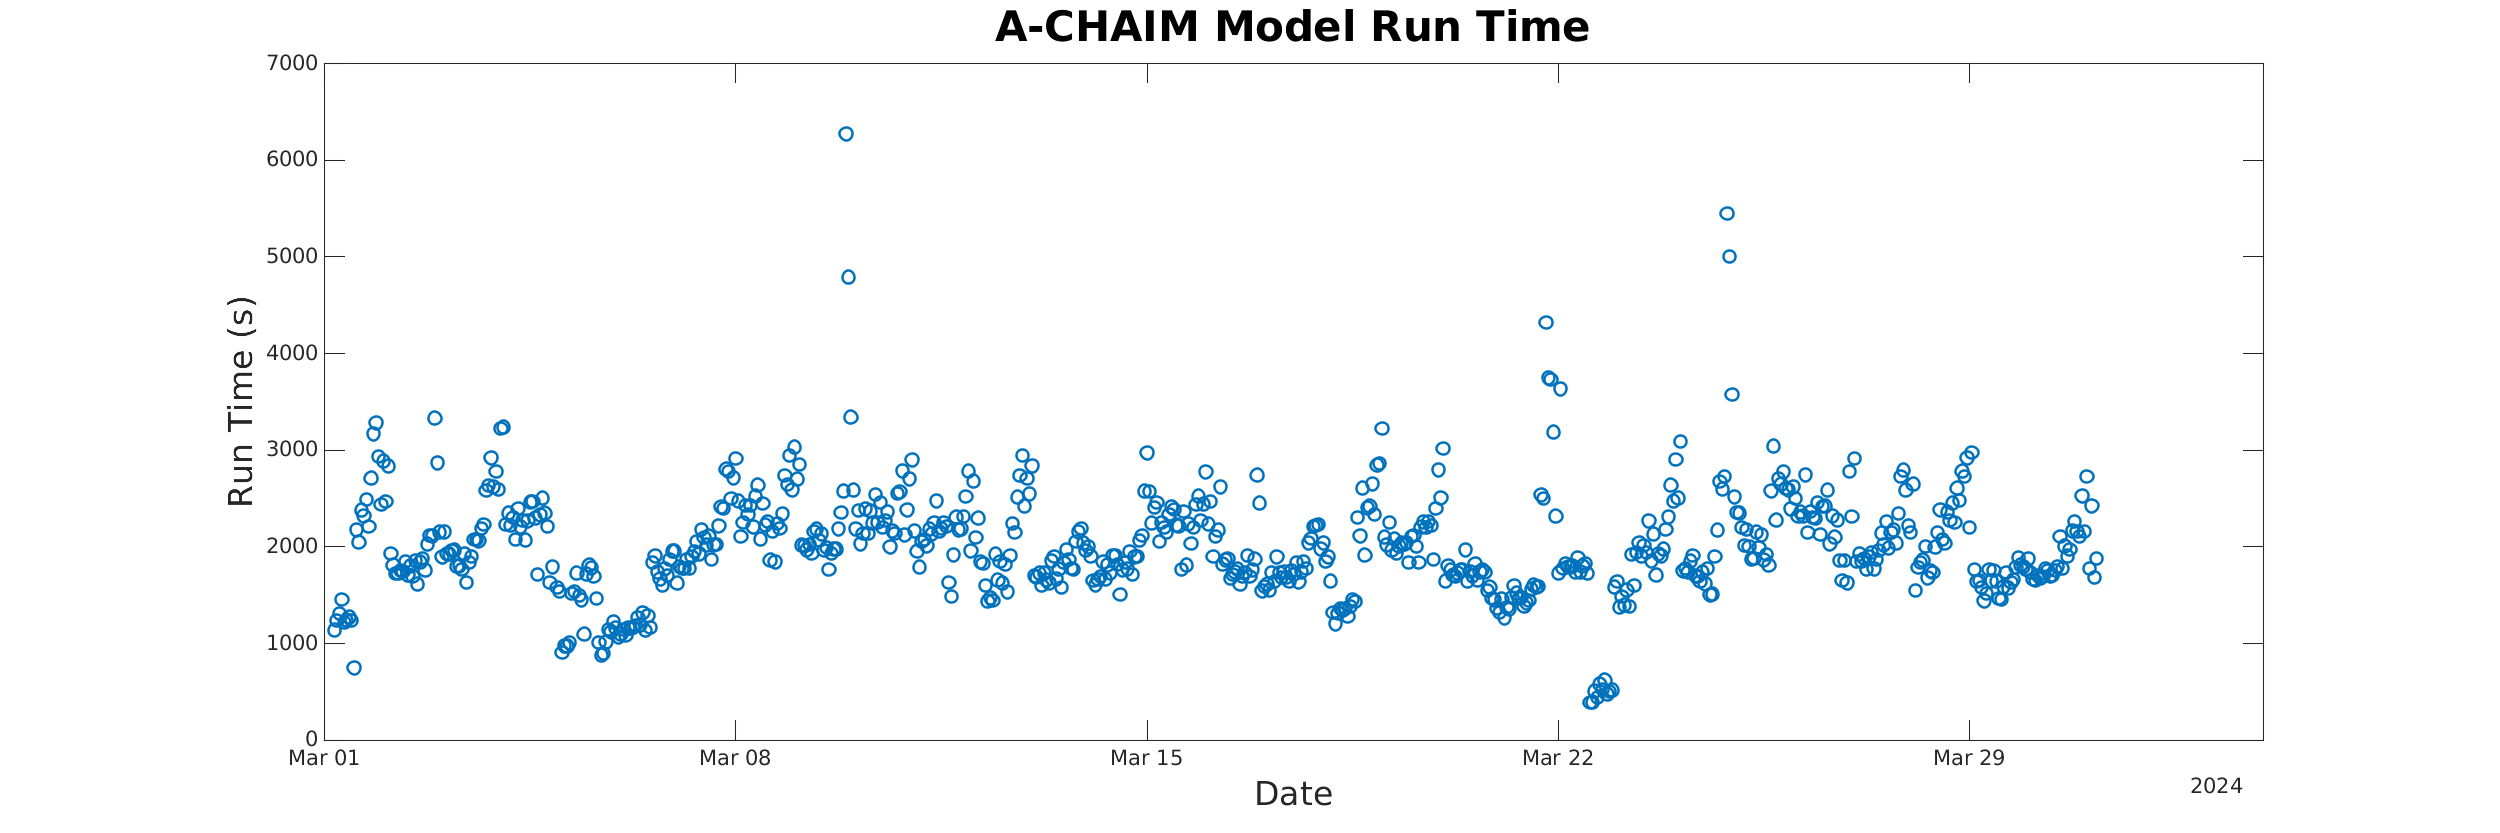 A-CHAIM Model Run Time
7000
6000
5000
4000
3000
2000
1000
0
Run Time (s)
Mar 01 Mar 08 Mar 15 Mar 22 Mar 29
2024
Date